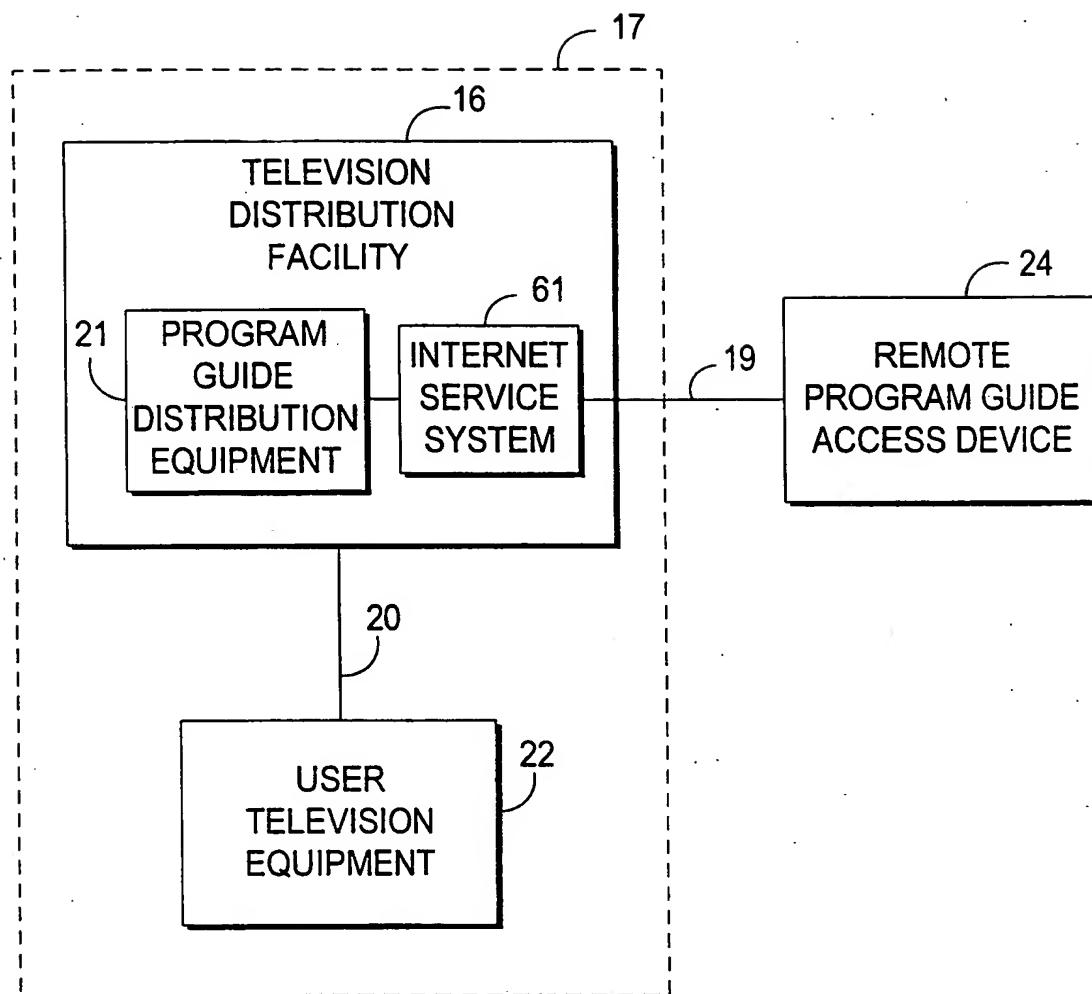 17
16
TELEVISION
DISTRIBUTION
FACILITY
61
24
21
PROGRAM
GUIDE
DISTRIBUTION
EQUIPMENT
INTERNET
SERVICE
SYSTEM
19
REMOTE
PROGRAM GUIDE
ACCESS DEVICE
20
22
USER
TELEVISION
EQUIPMENT